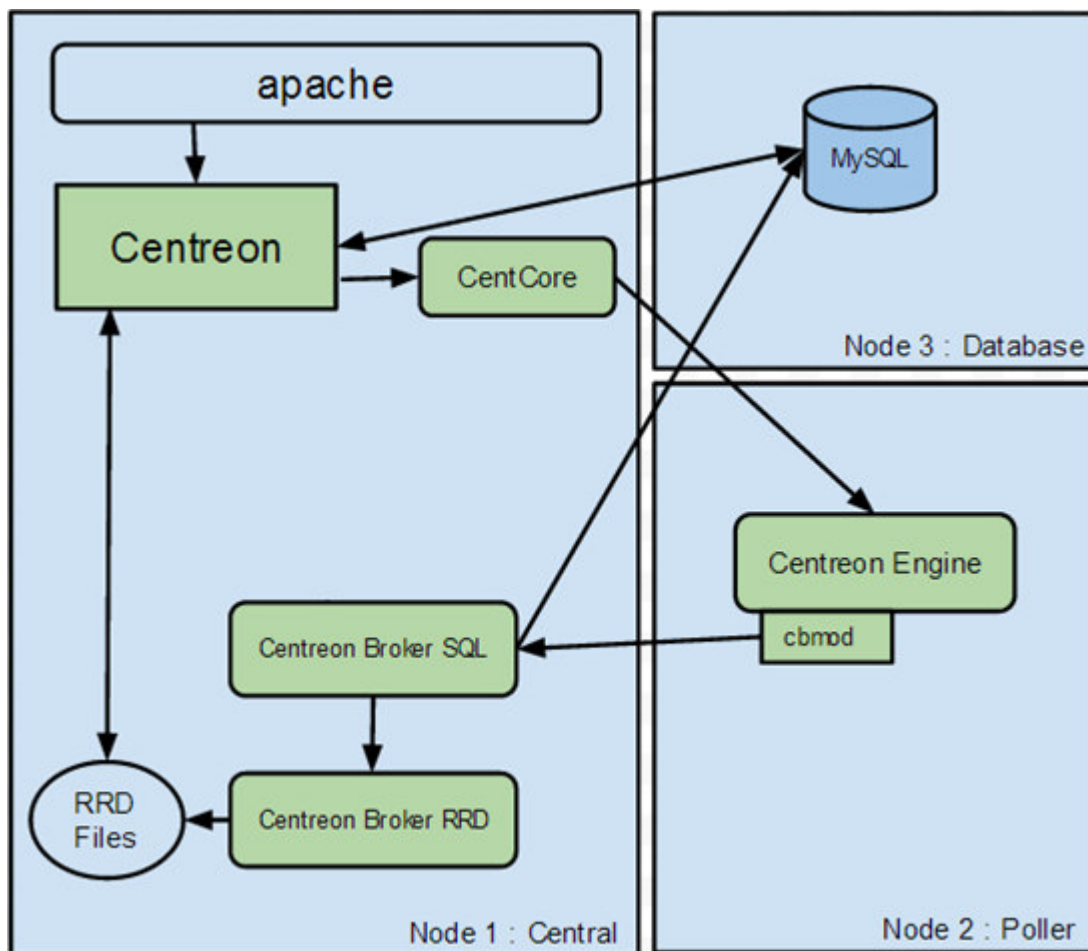 apache
Centreon
CentCore
MySQL
Node 3 : Database
Centreon Engine
cbmod
Centreon Broker SQL
Centreon Broker RRD
RRD
Files
Node 1 : Central
Node 2 : Poller